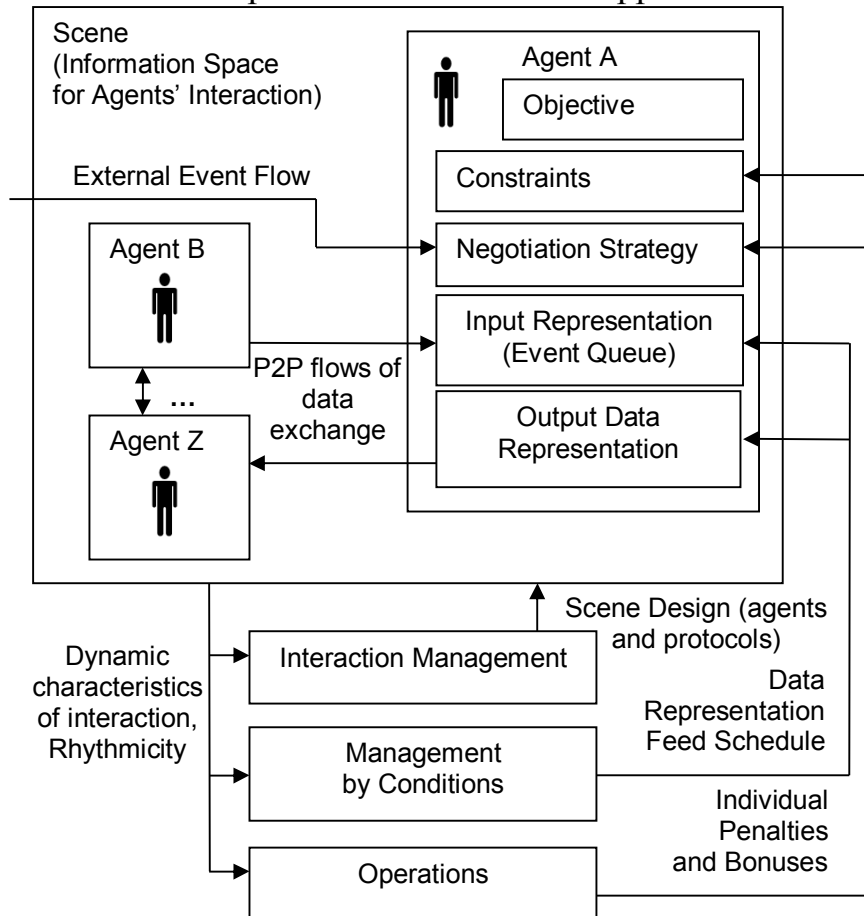 Scene
(Information Space
for Agents' Interaction)
Agent A
Objective
External Event Flow
Constraints
Agent B
Negotiation Strategy
Input Representation
(Event Queue)
P2P flows of
data
exchange
...
Agent Z
Output Data
Representation
Scene Design (agents
and protocols)
Interaction Management
Dynamic
characteristics
of interaction,
Rhythmicity
Data
Representation
Feed Schedule
Management
by Conditions
Individual
Penalties
and Bonuses
Operations